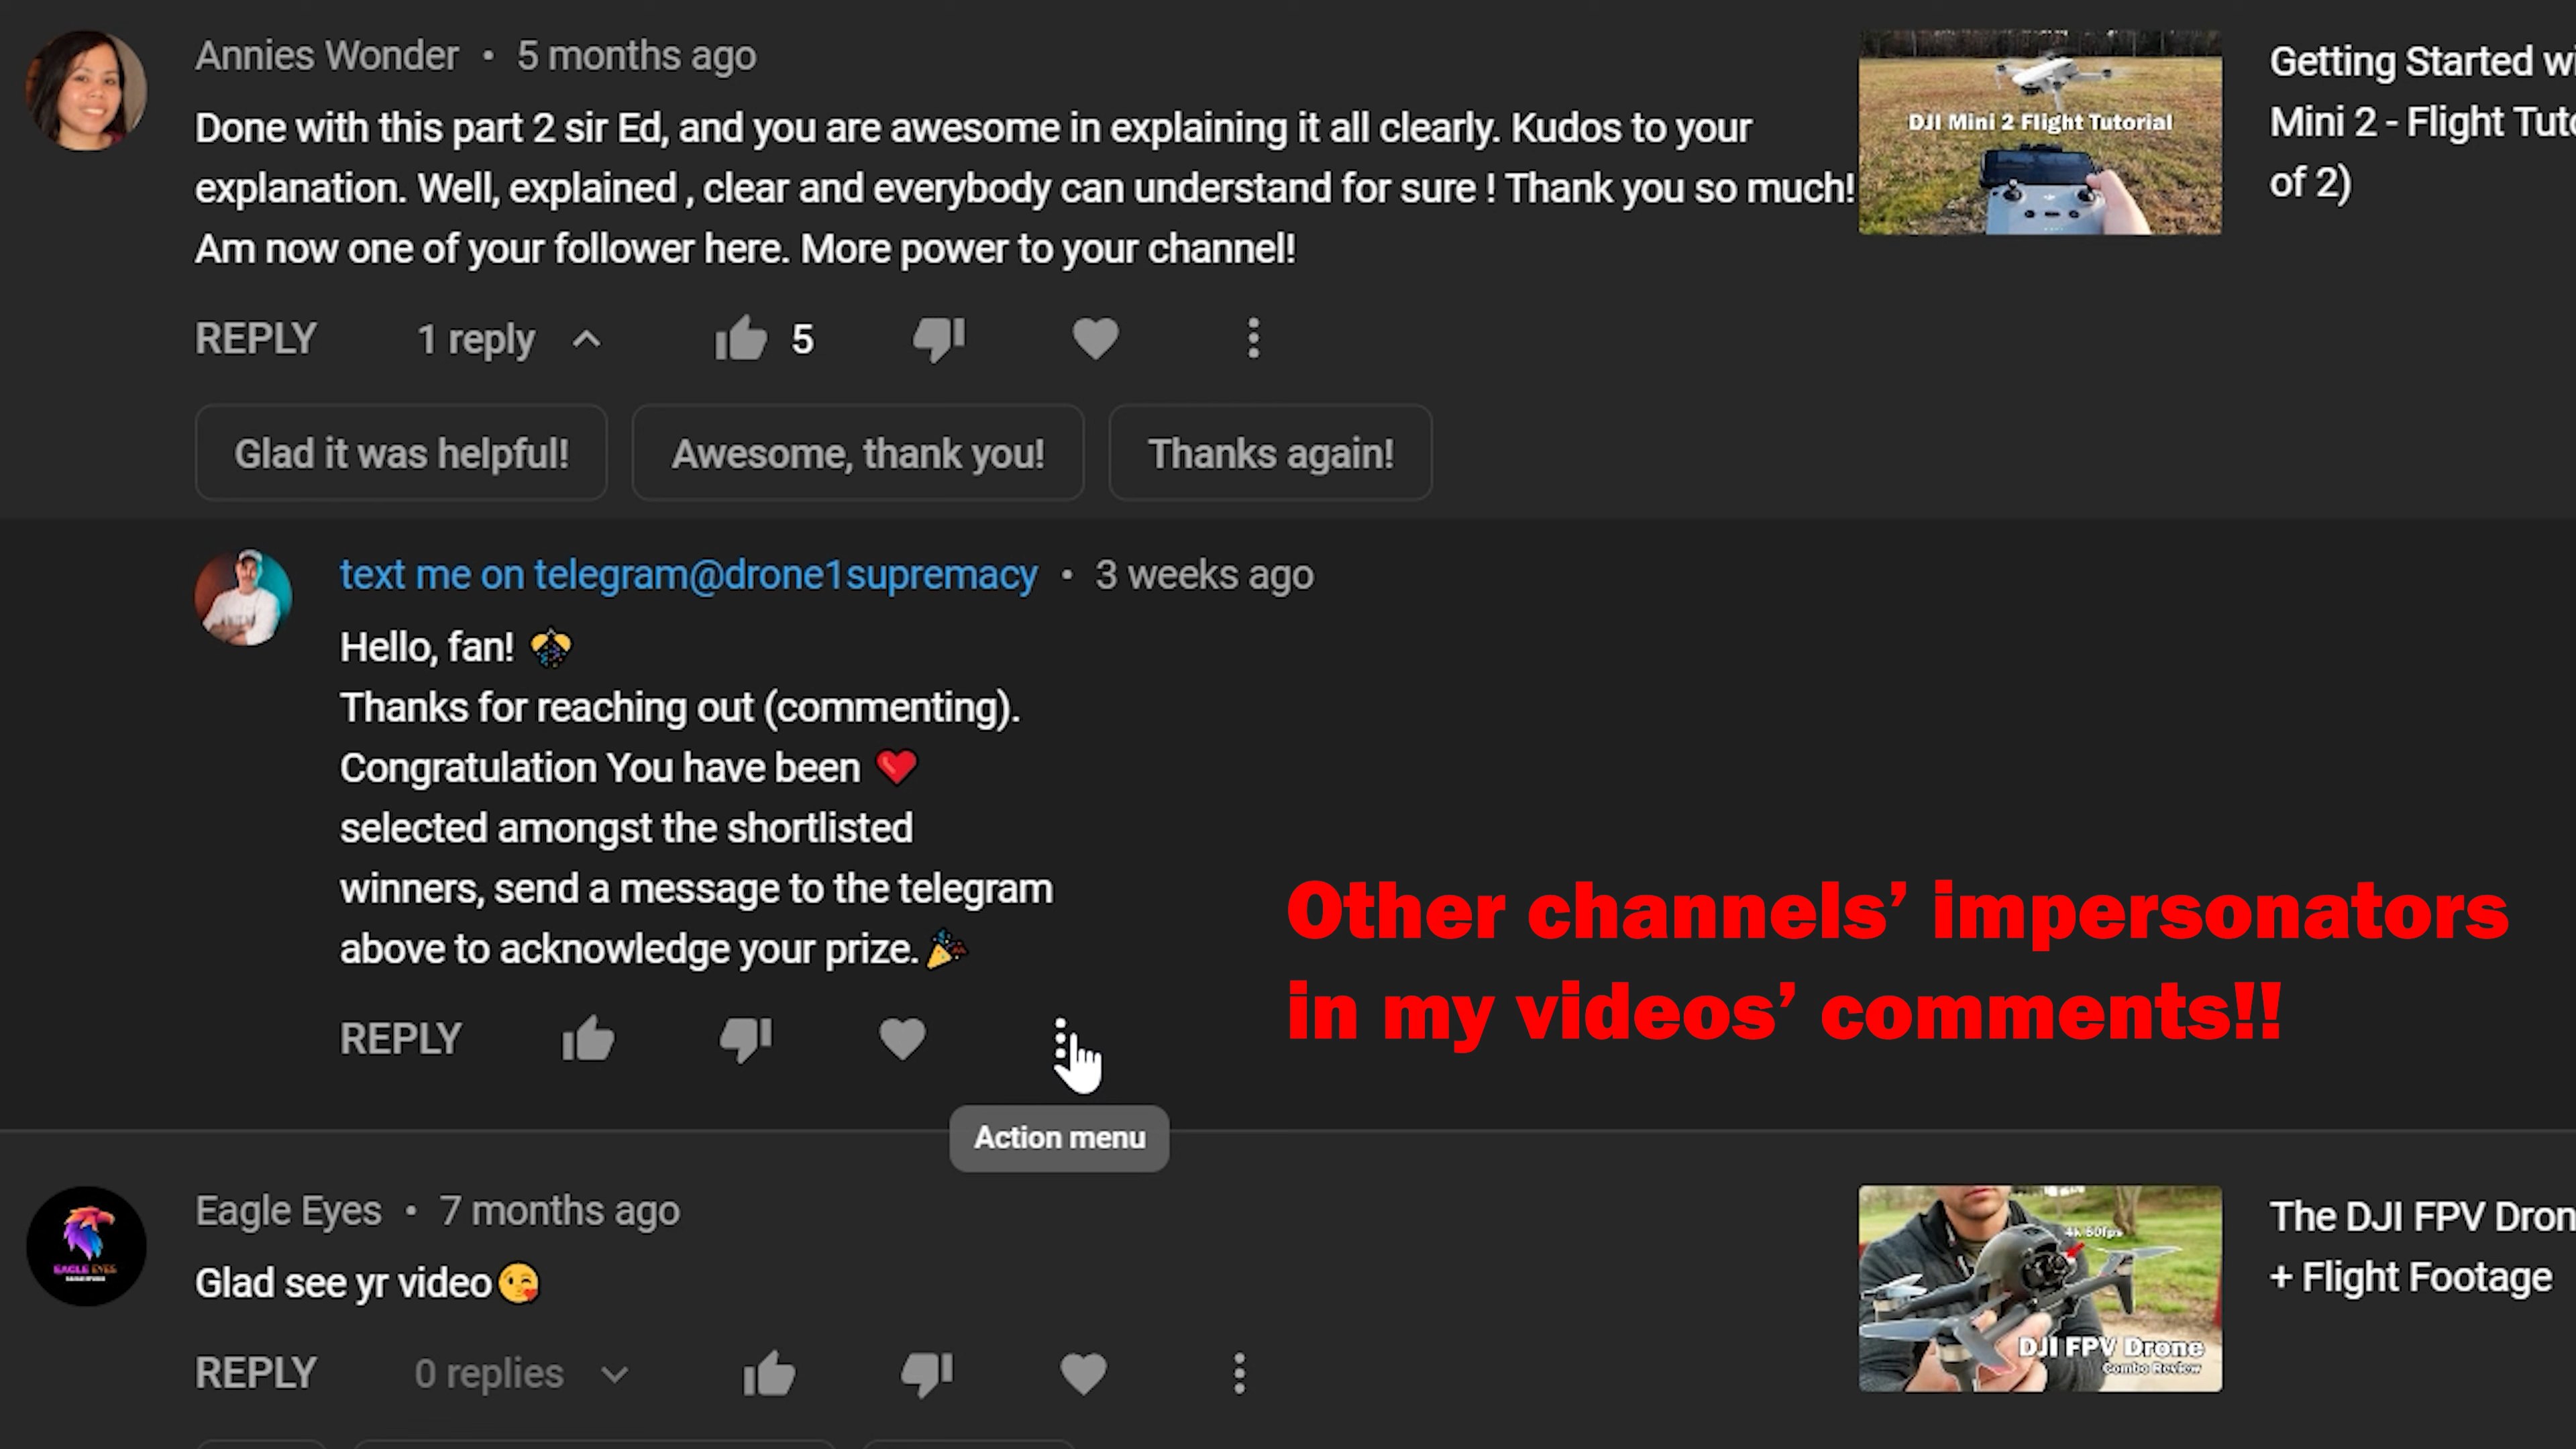 Annies Wonder • 5 months ago
Done with this part 2 sir Ed, and you are awesome in explaining it all clearly. Kudos to your
explanation. Well, explained , clear and everybody can understand for sure ! Thank you so much!
Am now one of your follower here. More power to your channel!
REPLY 1 reply 5
Glad it was helpful! Awesome, thank you! Thanks again!
DJI Mini 2 Flight Tutorial
Getting Started wi
Mini 2 - Flight Tuto
of 2)
text me on telegram@drone1supremacy • 3 weeks ago
Hello, fan!
Thanks for reaching out (commenting).
Congratulation You have been ❤️
selected amongst the shortlisted
winners, send a message to the telegram
above to acknowledge your prize.🎉
REPLY
Action menu
Other channels’ impersonators
in my videos’ comments!!
EAGLE EYES
Eagle Eyes • 7 months ago
Glad see yr video😘
REPLY 0 replies
4k 60fps
DJI FPV Drone
Combo Review
The DJI FPV Dron
+ Flight Footage